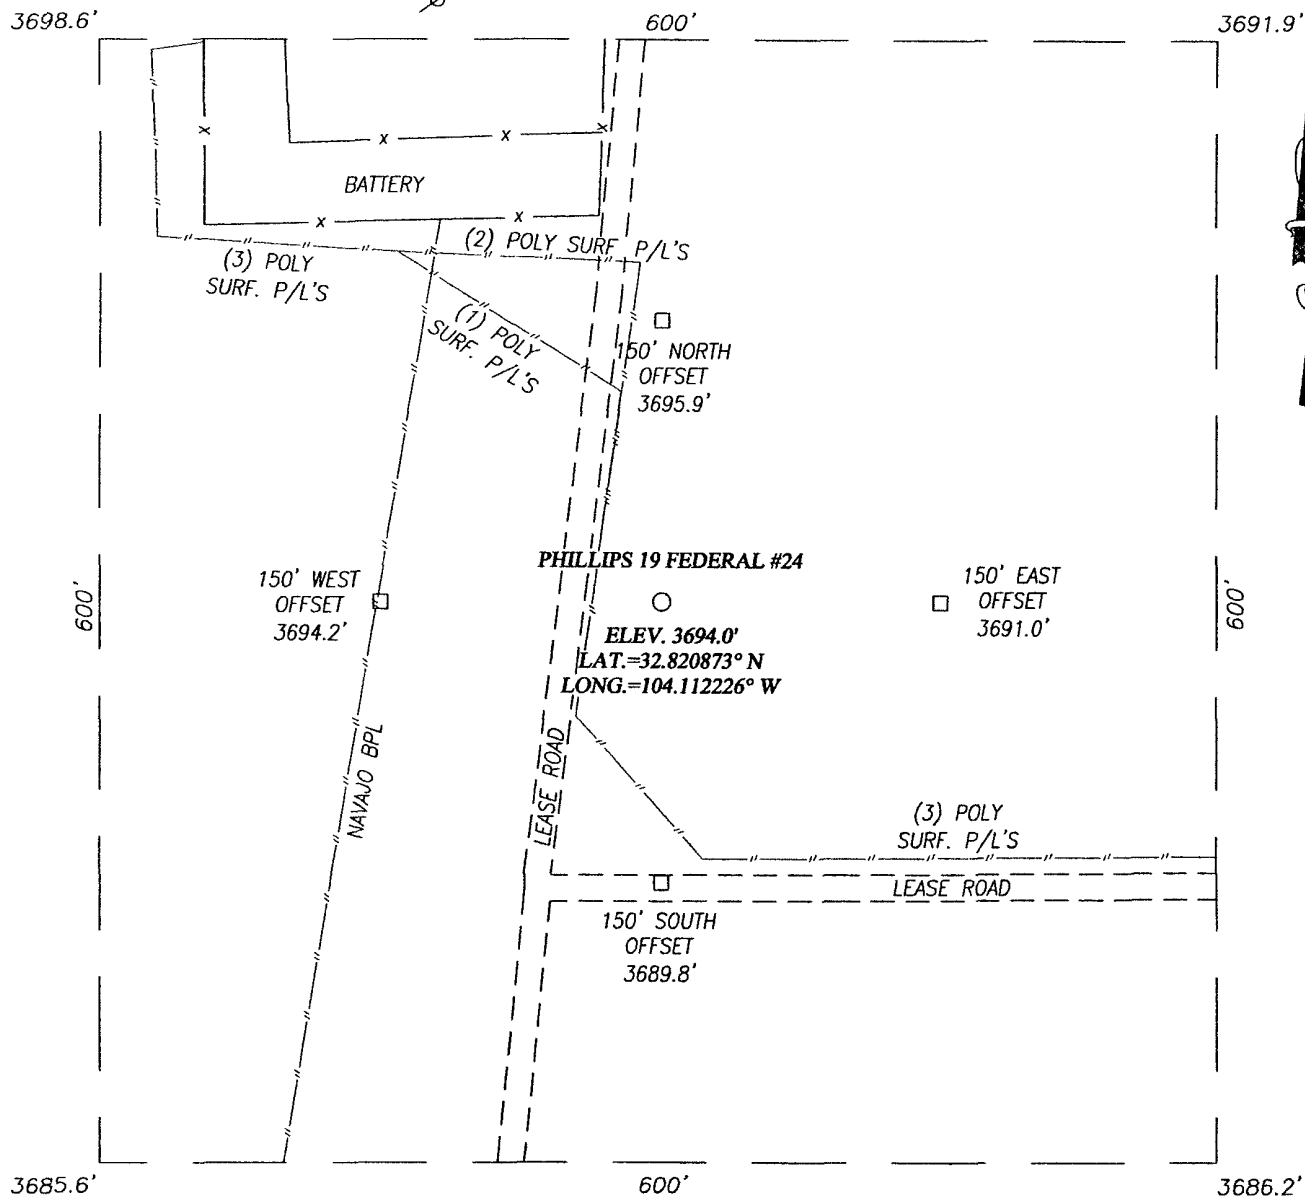 3698.6'
600'
3691.9'
BATTERY
(2) POLY SURF P/L'S
(3) POLY
SURF. P/L'S
(1) POLY
SURF. P/L'S
150' NORTH
OFFSET
3695.9'
PHILLIPS 19 FEDERAL #24
150' WEST
OFFSET
3694.2'
150' EAST
OFFSET
3691.0'
600'
600'
ELEV. 3694.0'
LAT.=32.820873° N
LONG.=104.112226° W
NAVAJO BPL
LEASE ROAD
(3) POLY
SURF. P/L'S
LEASE ROAD
150' SOUTH
OFFSET
3689.8'
3685.6'
600'
3686.2'